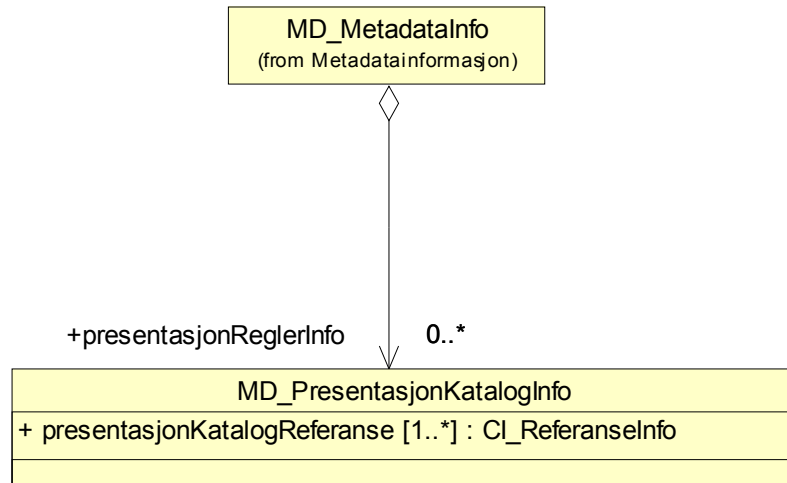 MD_MetadataInfo
(from Metadatainformasjon)
+presentasjonReglerInfo 0..*
MD_PresentasjonKatalogInfo
+ presentasjonKatalogReferanse [1..*] : CI_ReferanseInfo